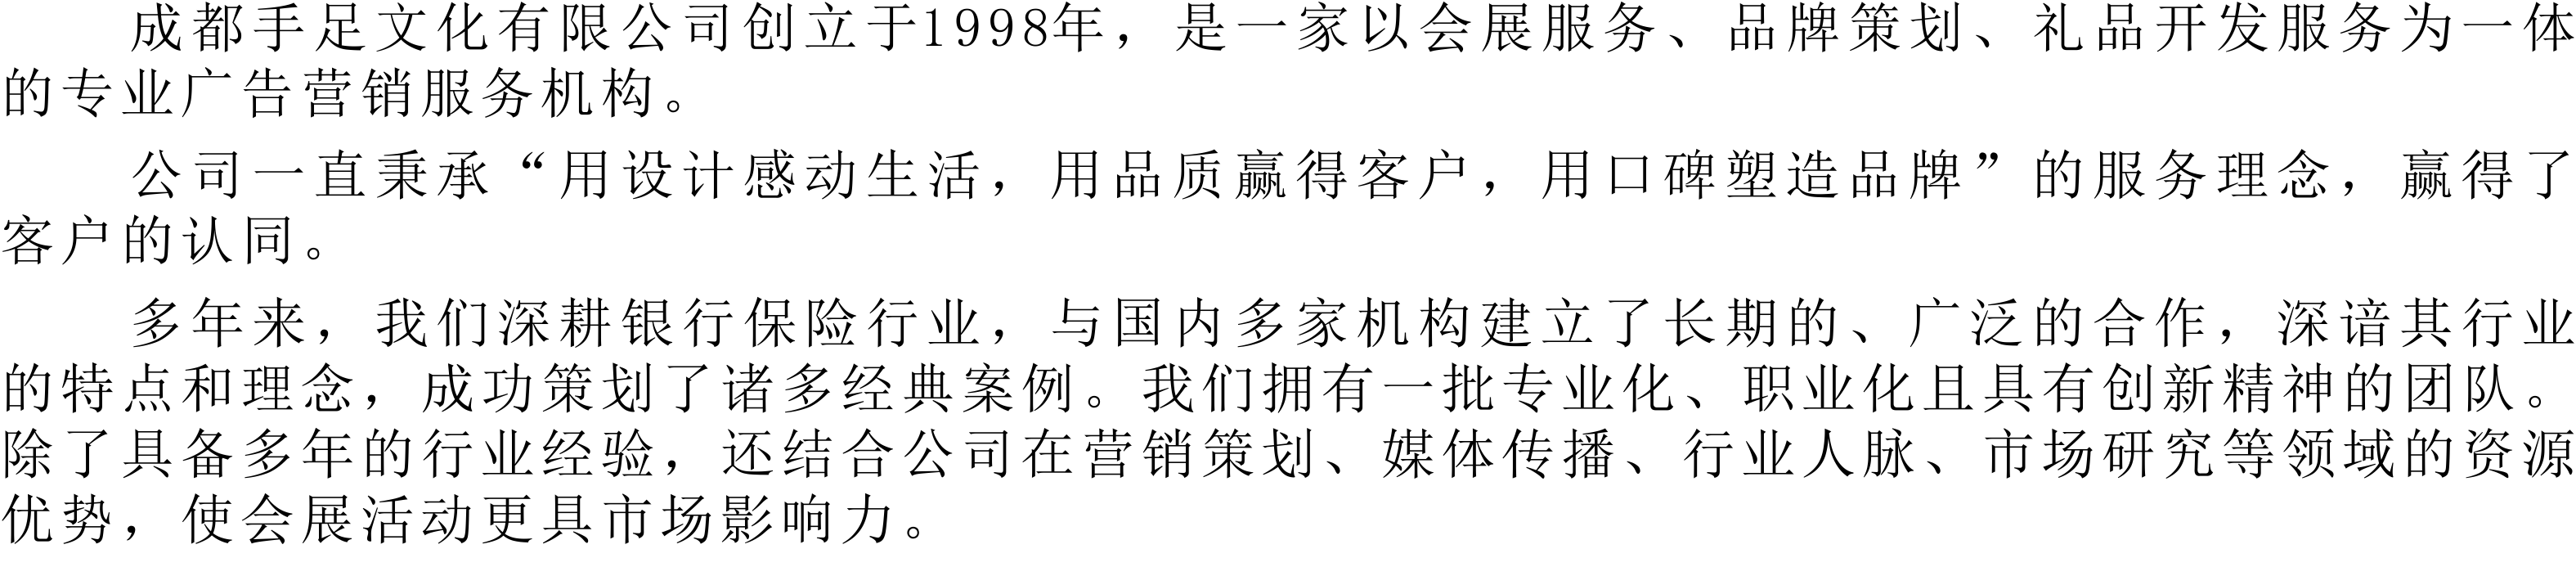 成都手足文化有限公司创立于1998年，是一家以会展服务、品牌策划、礼品开发服务为一体
的专业广告营销服务机构。
公司一直秉承“用设计感动生活，用品质赢得客户，用口碑塑造品牌”的服务理念，赢得了
客户的认同。
多年来，我们深耕银行保险行业，与国内多家机构建立了长期的、广泛的合作，深谙其行业
的特点和理念，成功策划了诸多经典案例。我们拥有一批专业化、职业化且具有创新精神的团队。
除了具备多年的行业经验，还结合公司在营销策划、媒体传播、行业人脉、市场研究等领域的资源
优势，使会展活动更具市场影响力。